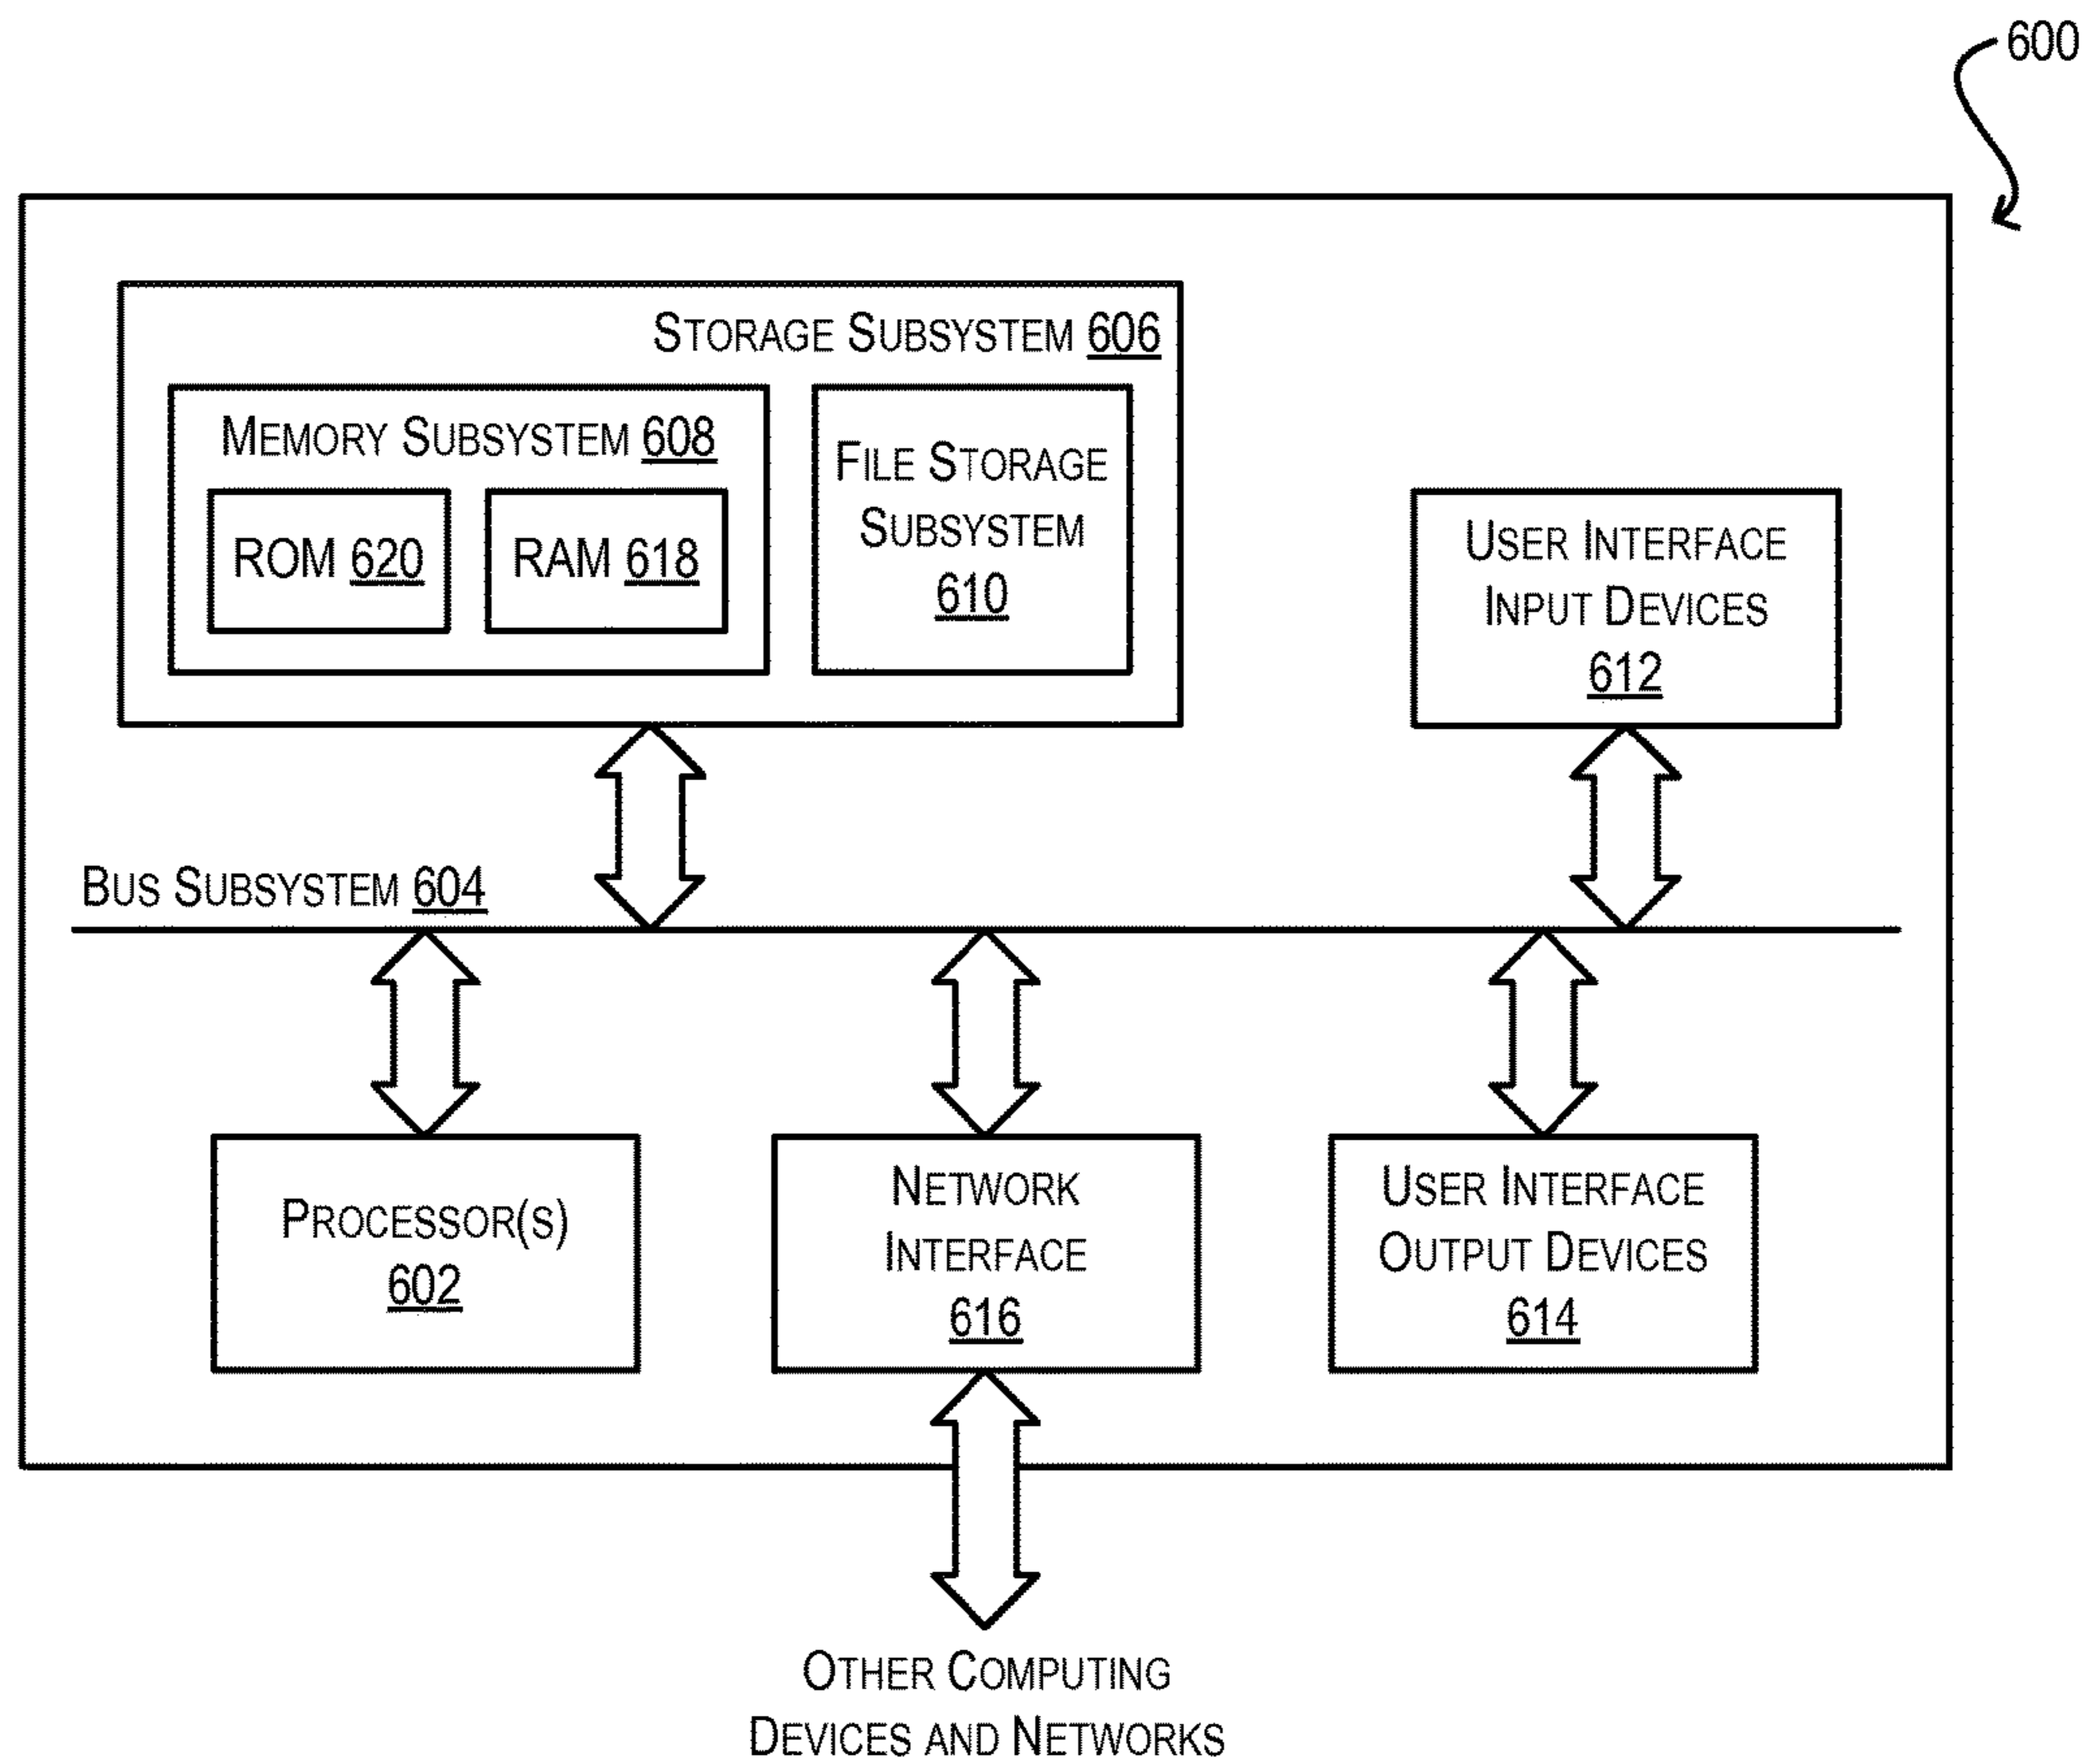 600
STORAGE SUBSYSTEM 606
MEMORY SUBSYSTEM 608
ROM 620
RAM 618
FILE STORAGE
SUBSYSTEM
610
USER INTERFACE
INPUT DEVICES
612
BUS SUBSYSTEM 604
PROCESSOR(S)
602
NETWORK
INTERFACE
616
USER INTERFACE
OUTPUT DEVICES
614
OTHER COMPUTING
DEVICES AND NETWORKS